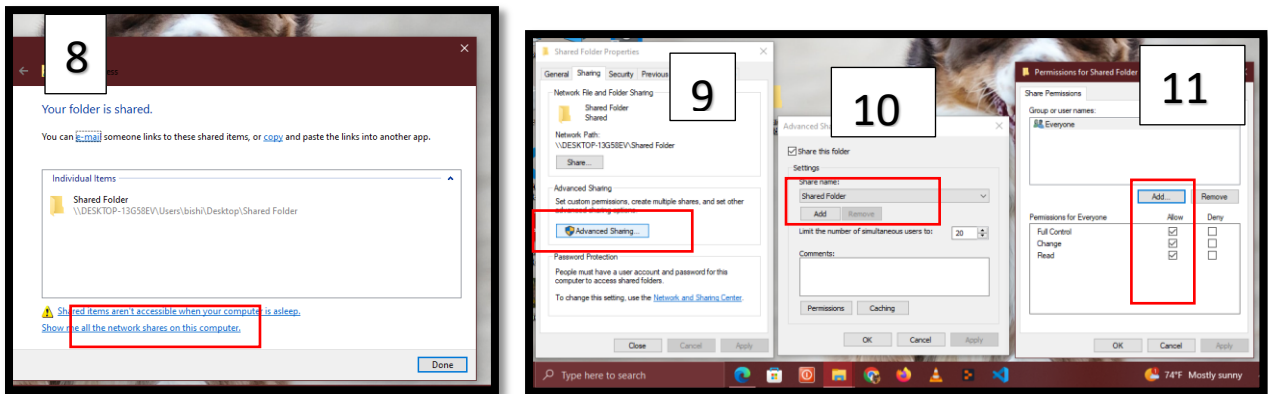 8
Your folder is shared.
You can e-mail someone links to these shared items, or copy and paste the links into another app.
Individual Items
Shared Folder
\\DESKTOP-13G58EV\Users\bishi\Desktop\Shared Folder
Shared items aren't accessible when your computer is asleep.
Show me all the network shares on this computer.
Done
9
Shared Folder Properties
General Sharing Security Previous
Network File and Folder Sharing
Shared Folder
Shared
Network Path:
\\DESKTOP-13G58EV\Shared Folder
Share...
Advanced Sharing
Set custom permissions, create multiple shares, and set other
advanced sharing options.
Advanced Sharing...
Password Protection
People must have a user account and password for this
computer to access shared folders.
To change this setting, use the Network and Sharing Center.
Close Cancel Apply
10
Advanced
Share this folder
Settings
Share name:
Shared Folder
Add Remove
Limit the number of simultaneous users to: 20
Comments:
Permissions Caching
OK Cancel Apply
11
Permissions for Shared Folder
Share Permissions
Group or user names:
Everyone
Add... Remove
Permissions for Everyone Allow Deny
Full Control
Change
Read
OK Cancel Apply
Type here to search
74°F Mostly sunny